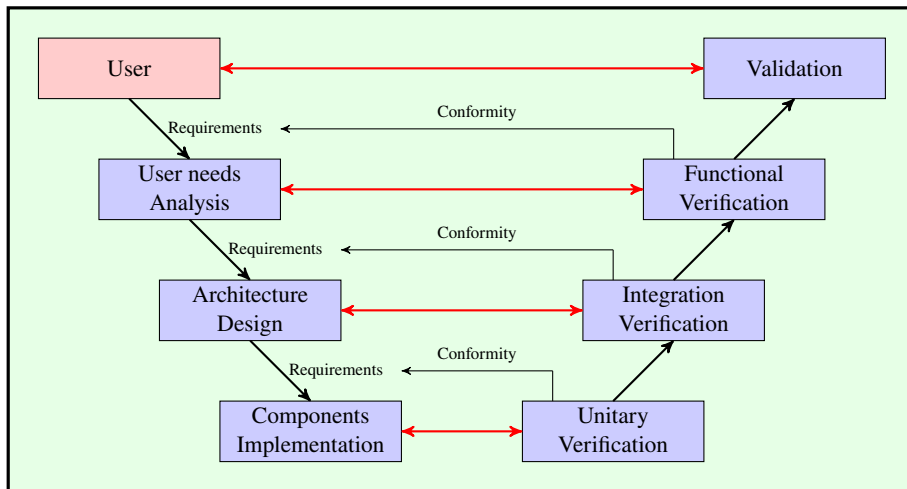 User
Validation
Requirements
Conformity
User needs
Analysis
Functional
Verification
Requirements
Conformity
Architecture
Design
Integration
Verification
Requirements
Conformity
Components
Implementation
Unitary
Verification